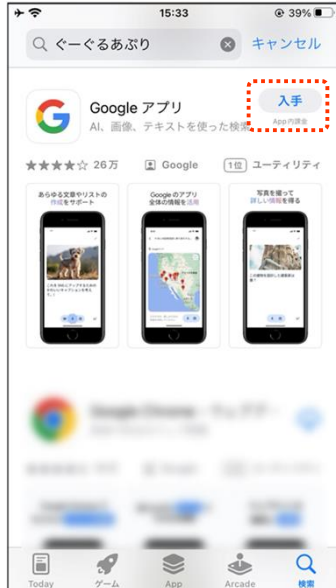 15:33
39%
ぐーぐるあぷり
キャンセル
Google アプリ
AI、画像、テキストを使った検索
入手
App内課金
★★★★☆ 26万
Google
1位 ユーティリティ
あらゆる文章やリストの
作成をサポート
Google のアプリ
全体の情報を活用
写真を撮って
詳しい情報を得る
Today
ゲーム
App
Arcade
検索